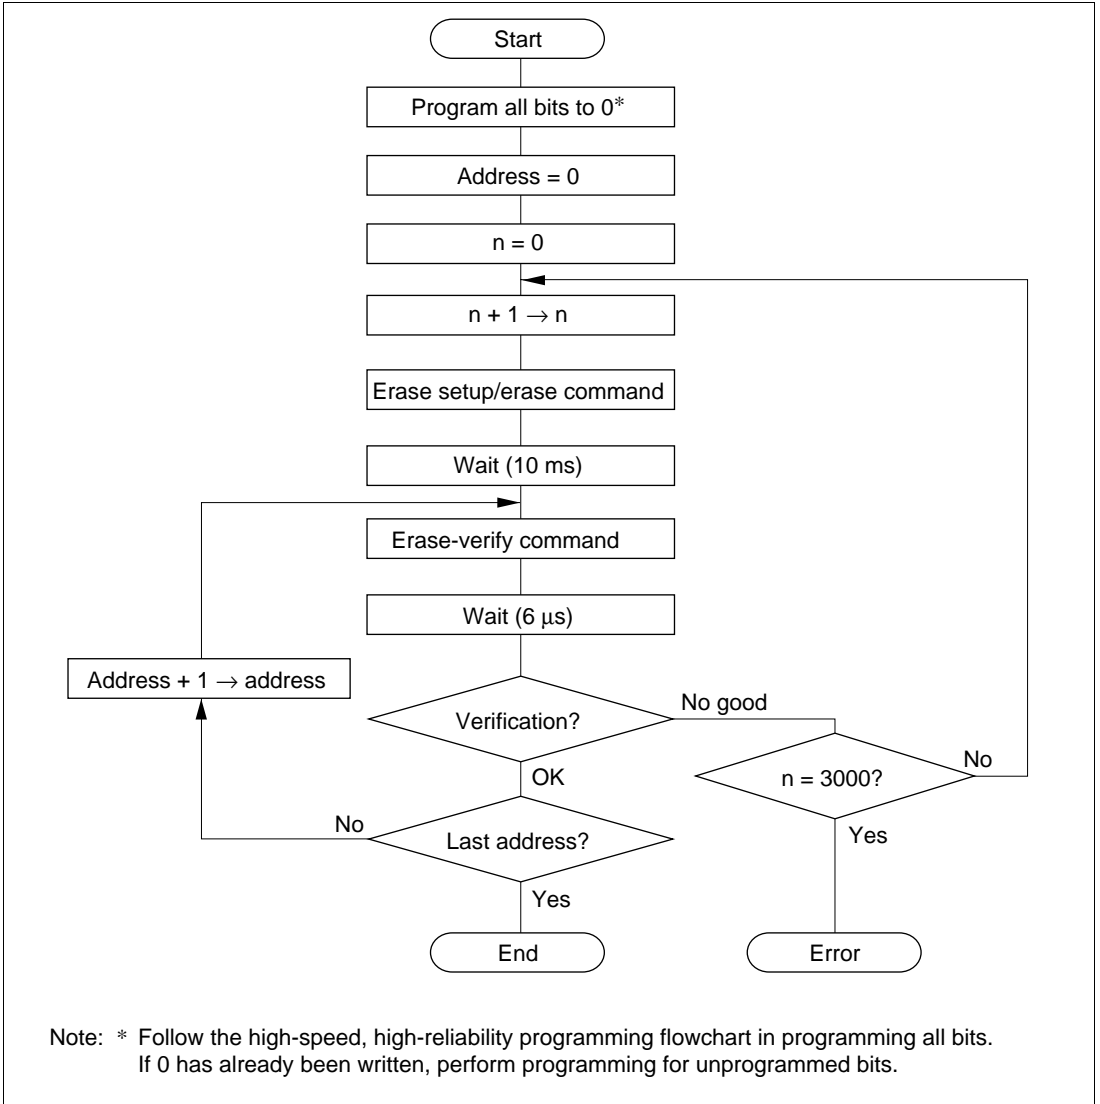 Start
Program all bits to 0*
Address = 0
n = 0
n + 1 → n
Erase setup/erase command
Wait (10 ms)
Erase-verify command
Wait (6 μs)
Address + 1 → address
Verification?
No good
n = 3000?
No
OK
Last address?
No
Yes
Yes
End
Error
Note: * Follow the high-speed, high-reliability programming flowchart in programming all bits.
If 0 has already been written, perform programming for unprogrammed bits.